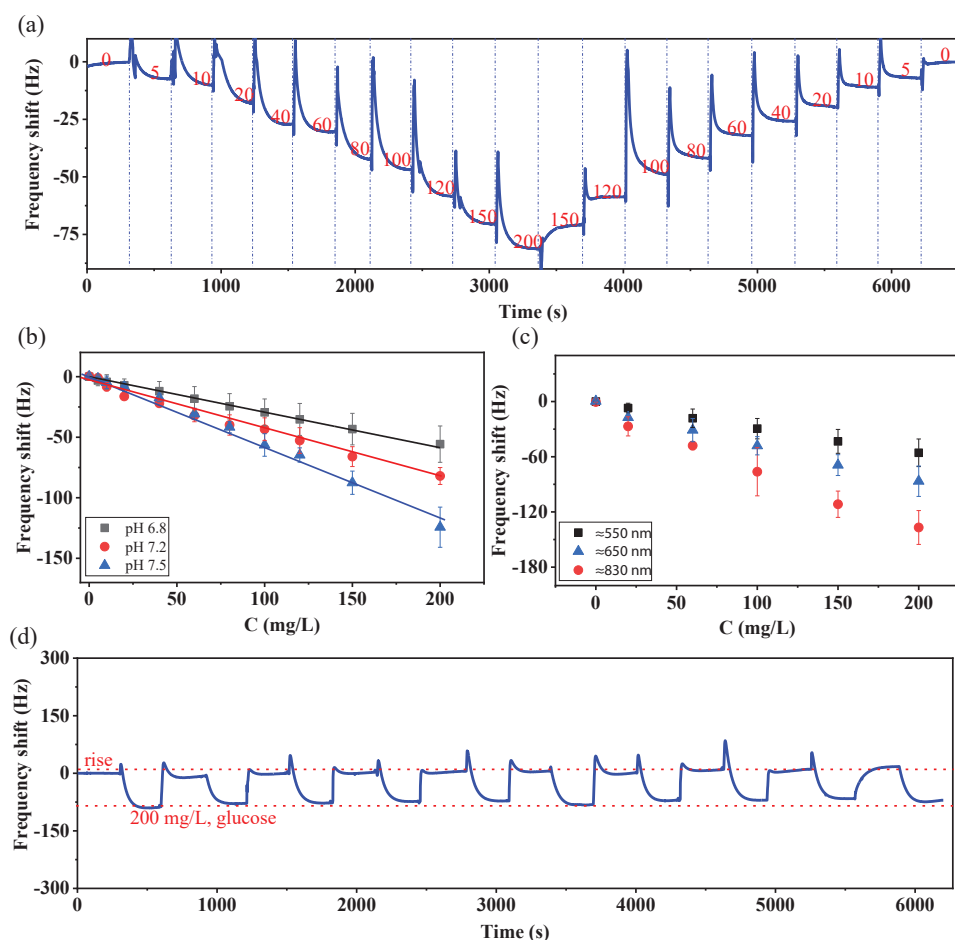 (a)
Frequency shift (Hz)
0
-25
-50
-75
0 5 10 20 40 60 80 100 120 150 200 150 120 100 80 60 40 20 10 5 0
0 1000 2000 3000 4000 5000 6000
Time (s)
(b)
Frequency shift (Hz)
0
-50
-100
-150
pH 6.8
pH 7.2
pH 7.5
0 50 100 150 200
C (mg/L)
(c)
Frequency shift (Hz)
0
-60
-120
-180
≈550 nm
≈650 nm
≈830 nm
0 50 100 150 200
C (mg/L)
(d)
Frequency shift (Hz)
300
150
0
-150
-300
rise
200 mg/L, glucose
0 1000 2000 3000 4000 5000 6000
Time (s)